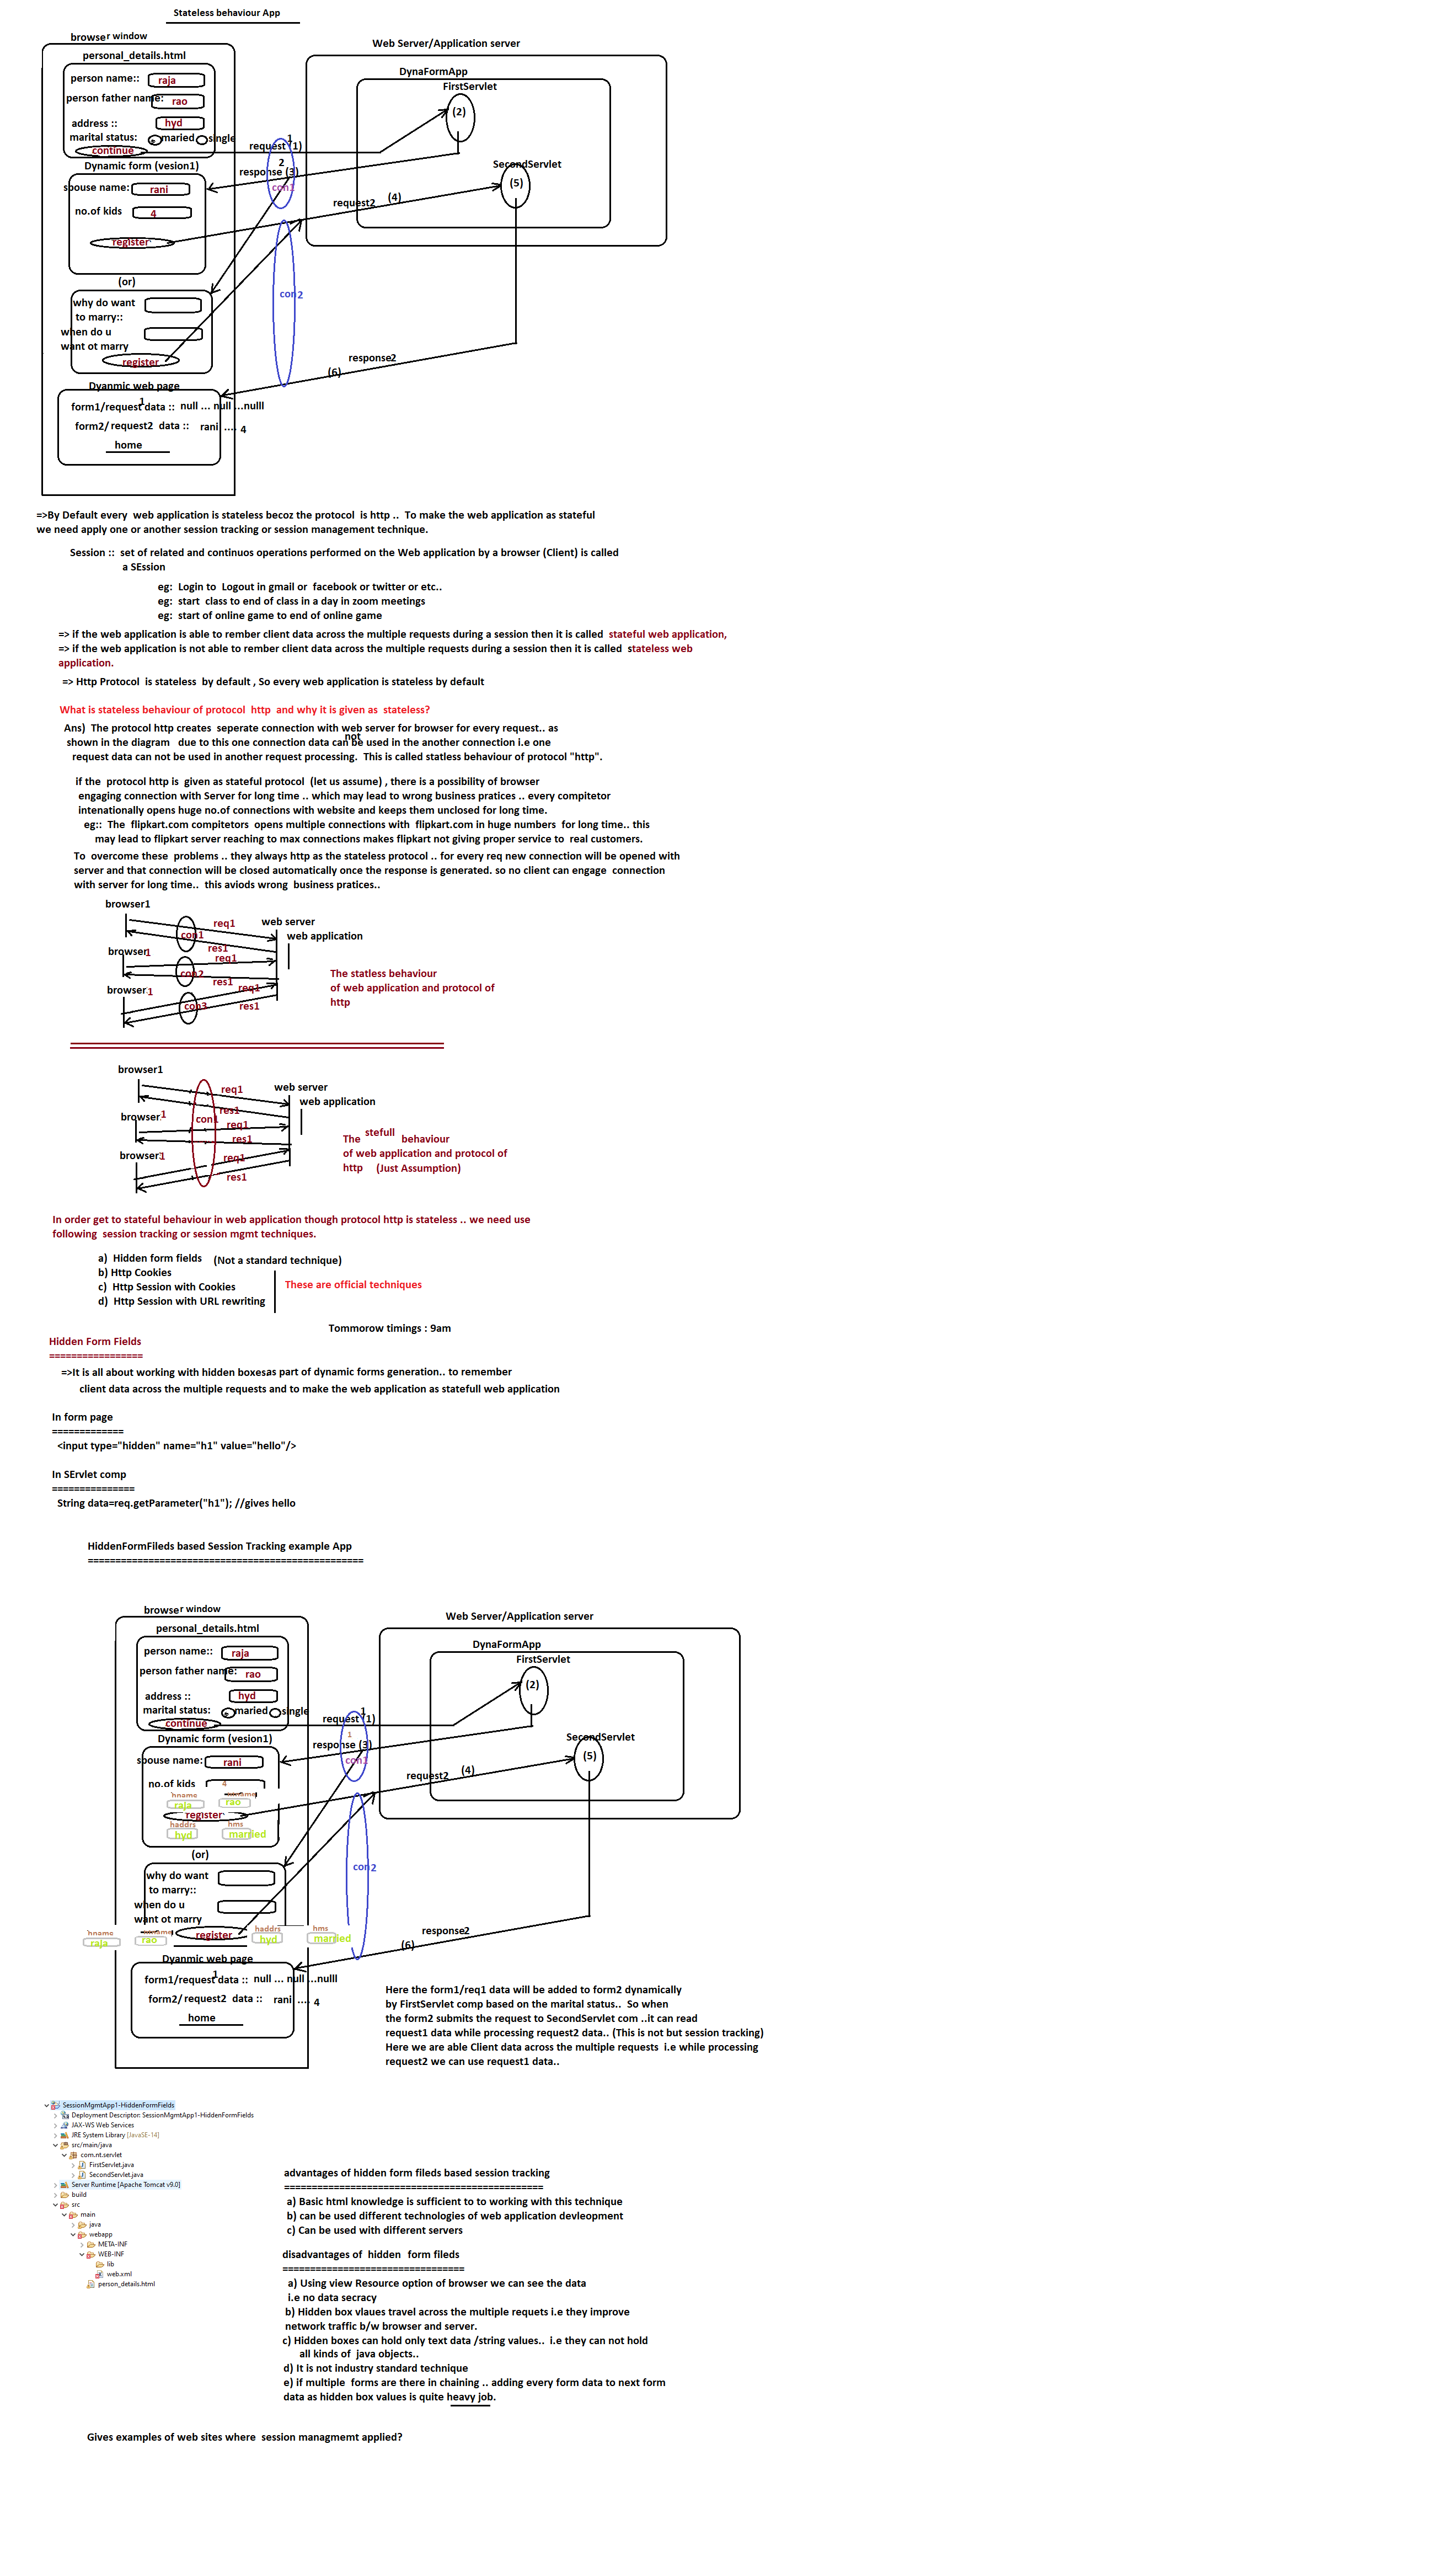 Stateless behaviour App
browser window
Web Server/Application server
personal_details.html
DynaFormApp
FirstServlet
person name:: raja
(2)
person father name: rao
address :: hyd
marital status: maried single
continue
1
request (1)
2
Dynamic form (vesion1)
SecondServlet
response (3)
(5)
spouse name: rani
con1
request2 (4)
no.of kids 4
register
(or)
con2
why do want
to marry::
when do u
want ot marry
register
response2
(6)
Dyanmic web page
1
form1/request data :: null ... null ...nulll
form2/ request2 data :: rani .... 4
home
=>By Default every web application is stateless becoz the protocol is http .. To make the web application as stateful
we need apply one or another session tracking or session management technique.
Session :: set of related and continuos operations performed on the Web application by a browser (Client) is called
a SEssion
eg: Login to Logout in gmail or facebook or twitter or etc..
eg: start class to end of class in a day in zoom meetings
eg: start of online game to end of online game
=> if the web application is able to rember client data across the multiple requests during a session then it is called stateful web application,
=> if the web application is not able to rember client data across the multiple requests during a session then it is called stateless web
application.
=> Http Protocol is stateless by default , So every web application is stateless by default
What is stateless behaviour of protocol http and why it is given as stateless?
Ans) The protocol http creates seperate connection with web server for browser for every request.. as
not
shown in the diagram due to this one connection data can be used in the another connection i.e one
request data can not be used in another request processing. This is called statless behaviour of protocol "http".
if the protocol http is given as stateful protocol (let us assume) , there is a possibility of browser
engaging connection with Server for long time .. which may lead to wrong business pratices .. every compitetor
intenationally opens huge no.of connections with website and keeps them unclosed for long time.
eg:: The flipkart.com compitetors opens multiple connections with flipkart.com in huge numbers for long time.. this
may lead to flipkart server reaching to max connections makes flipkart not giving proper service to real customers.
To overcome these problems .. they always http as the stateless protocol .. for every req new connection will be opened with
server and that connection will be closed automatically once the response is generated. so no client can engage connection
with server for long time.. this aviods wrong business pratices..
browser1
req1
web server
con1
web application
res1
browser1
req1
con2
res1
req1
The statless behaviour
of web application and protocol of
http
browser 1
con3
res1
browser1
web server
req1
web application
res1
browser 1
con1
req1
res1
The stefull behaviour
of web application and protocol of
http (Just Assumption)
browser 1
req1
res1
In order get to stateful behaviour in web application though protocol http is stateless .. we need use
following session tracking or session mgmt techniques.
a) Hidden form fields (Not a standard technique)
b) Http Cookies
c) Http Session with Cookies
These are official techniques
d) Http Session with URL rewriting
Tommorow timings : 9am
Hidden Form Fields
=================
=>It is all about working with hidden boxes as part of dynamic forms generation.. to remember
client data across the multiple requests and to make the web application as statefull web application
In form page
=============
<input type="hidden" name="h1" value="hello"/>
In SErvlet comp
===============
String data=req.getParameter("h1"); //gives hello
HiddenFormFileds based Session Tracking example App
==================================================
browser window
Web Server/Application server
personal_details.html
DynaFormApp
FirstServlet
person name:: raja
(2)
person father name: rao
address :: hyd
marital status: maried single
continue
1
request (1)
1
Dynamic form (vesion1)
SecondServlet
response (3)
(5)
spouse name: rani
con1
request2 (4)
no.of kids 4
hname
raja rao
register
haddrs hms
hyd married
(or)
con2
why do want
to marry::
when do u
want ot marry
hname
raja rao
register
haddrs hms
hyd married
response2
(6)
Dyanmic web page
1
form1/request data :: null ... null ...nulll
form2/ request2 data :: rani .... 4
home
Here the form1/req1 data will be added to form2 dynamically
by FirstServlet comp based on the marital status.. So when
the form2 submits the request to SecondServlet com ..it can read
request1 data while processing request2 data.. (This is not but session tracking)
Here we are able Client data across the multiple requests i.e while processing
request2 we can use request1 data..
SessionMgmtApp1-HiddenFormFields
Deployment Descriptor: SessionMgmtApp1-HiddenFormFields
JAX-WS Web Services
JRE System Library [JavaSE-14]
src/main/java
com.nt.servlet
FirstServlet.java
SecondServlet.java
Server Runtime [Apache Tomcat v9.0]
build
src
main
java
webapp
META-INF
WEB-INF
lib
web.xml
person_details.html
advantages of hidden form fileds based session tracking
===============================================
a) Basic html knowledge is sufficient to to working with this technique
b) can be used different technologies of web application devleopment
c) Can be used with different servers
disadvantages of hidden form fileds
=================================
a) Using view Resource option of browser we can see the data
i.e no data secracy
b) Hidden box vlaues travel across the multiple requets i.e they improve
network traffic b/w browser and server.
c) Hidden boxes can hold only text data /string values.. i.e they can not hold
all kinds of java objects..
d) It is not industry standard technique
e) if multiple forms are there in chaining .. adding every form data to next form
data as hidden box values is quite heavy job.
Gives examples of web sites where session managmemt applied?